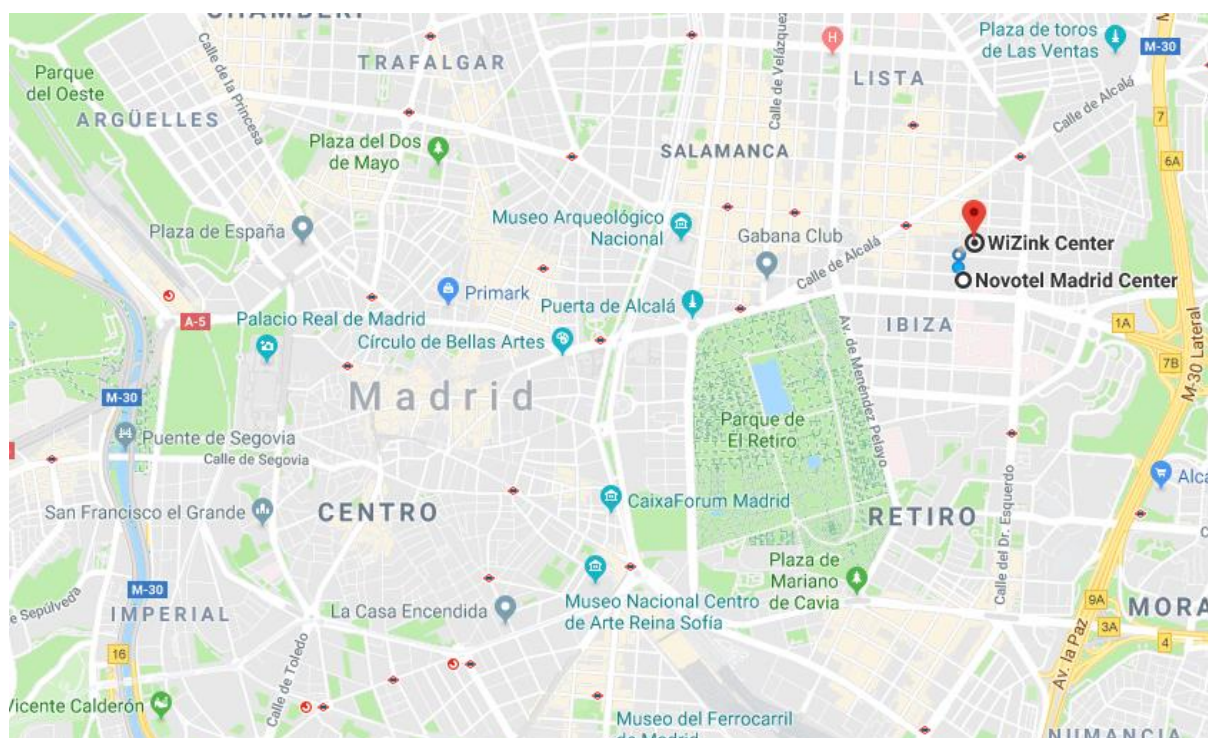 CHAMBERÍ
Calle de Velázquez
Plaza de toros
de Las Ventas
M-30
Parque
del Oeste
Calle de la Princesa
TRAFALGAR
H
LISTA
ARGÜELLES
Calle de Alcalá
7
Plaza del Dos
de Mayo
SALAMANCA
6A
Plaza de España
Museo Arqueológico
Nacional
Gabana Club
Calle de Alcalá
WiZink Center
Novotel Madrid Center
Primark
Puerta de Alcalá
A-5
Palacio Real de Madrid
Círculo de Bellas Artes
Av. de Menéndez Pelayo
IBIZA
1A
7B
M-30 Lateral
M-30
Madrid
Parque de
El Retiro
Puente de Segovia
Calle de Segovia
Alca
San Francisco el Grande
CENTRO
CaixaForum Madrid
RETIRO
Calle del Dr. Esquerdo
Plaza de
Mariano
de Cavia
M-30
e Sepúlveda
IMPERIAL
La Casa Encendida
Museo Nacional Centro
de Arte Reina Sofía
9A
MORA
3A
4
16
Calle de Toledo
Av. la Paz
Vicente Calderón
Museo del Ferrocarril
de Madrid
NUMANCIA